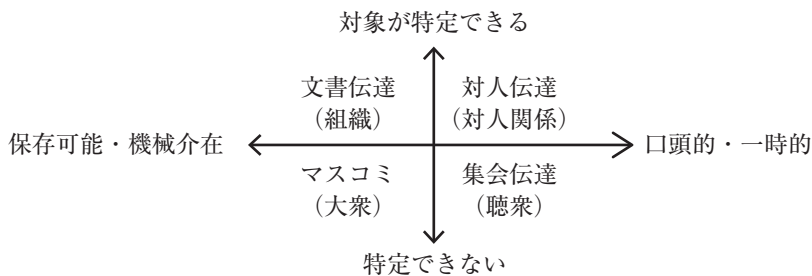 対象が特定できる
文書伝達
（組織）
対人伝達
（対人関係）
保存可能・機械介在
口頭的・一時的
マスコミ
（大衆）
集会伝達
（聴衆）
特定できない